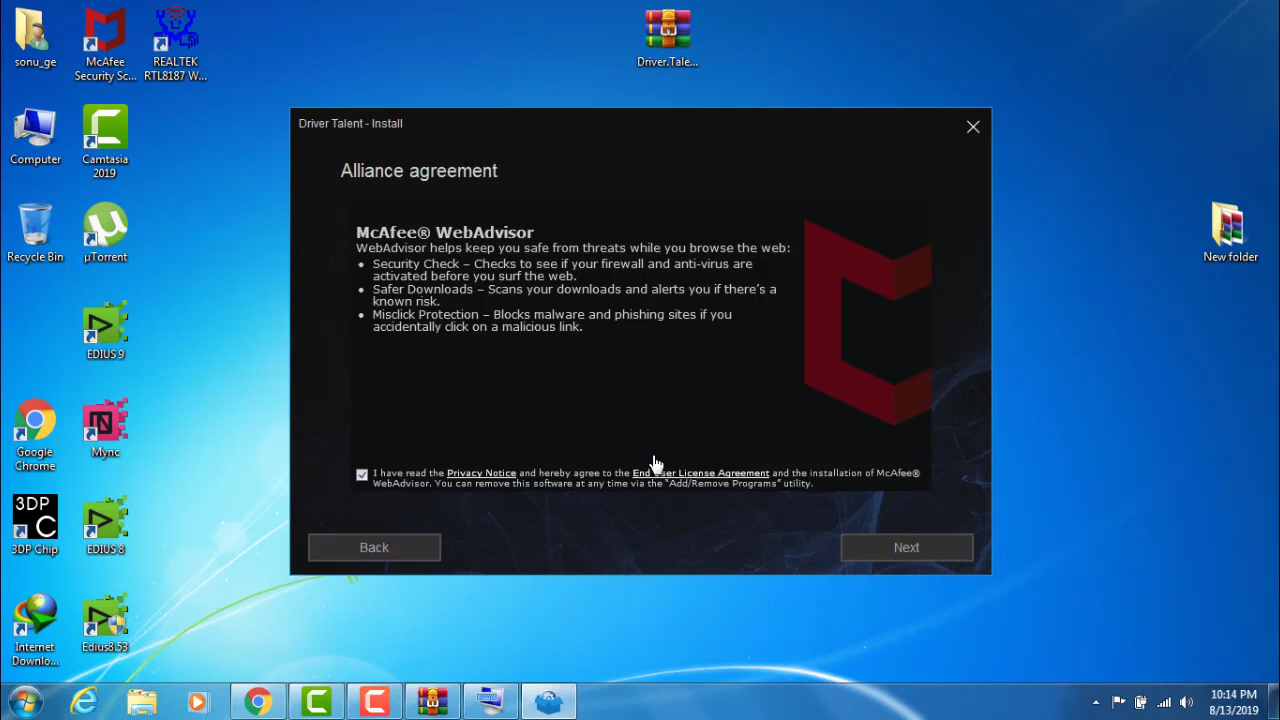 sonu_ge
McAfee
Security Sc...
REALTEK
RTL8187 W...
Driver.Tale...
Computer
Camtasia
2019
Recycle Bin
µTorrent
EDIUS 9
Google
Chrome
Mync
3DP
C
3DP Chip
EDIUS 8
Internet
Downlo...
Edius8.53
New folder
Driver Talent - Install
Alliance agreement
McAfee® WebAdvisor
WebAdvisor helps keep you safe from threats while you browse the web:
• Security Check – Checks to see if your firewall and anti-virus are
activated before you surf the web.
• Safer Downloads – Scans your downloads and alerts you if there's a
known risk.
• Misclick Protection – Blocks malware and phishing sites if you
accidentally click on a malicious link.
I have read the Privacy Notice and hereby agree to the End User License Agreement and the installation of McAfee®
WebAdvisor. You can remove this software at any time via the "Add/Remove Programs" utility.
Back
Next
10:14 PM
8/13/2019